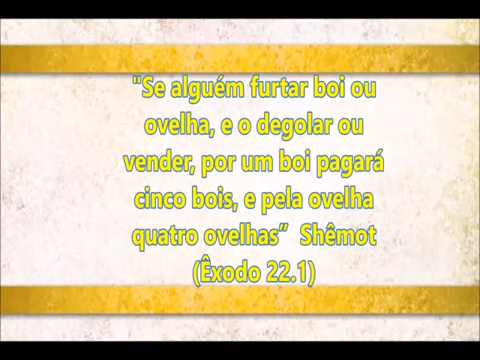 "Se alguém furtar boi ou
ovelha, e o degolar ou
vender, por um boi pagará
cinco bois, e pela ovelha
quatro ovelhas” Shêmot
(Êxodo 22.1)